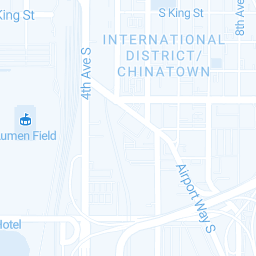 King St
S King St
8th Ave
INTERNATIONAL
DISTRICT/
CHINATOWN
4th Ave S
umen Field
Airport Way S
Hotel